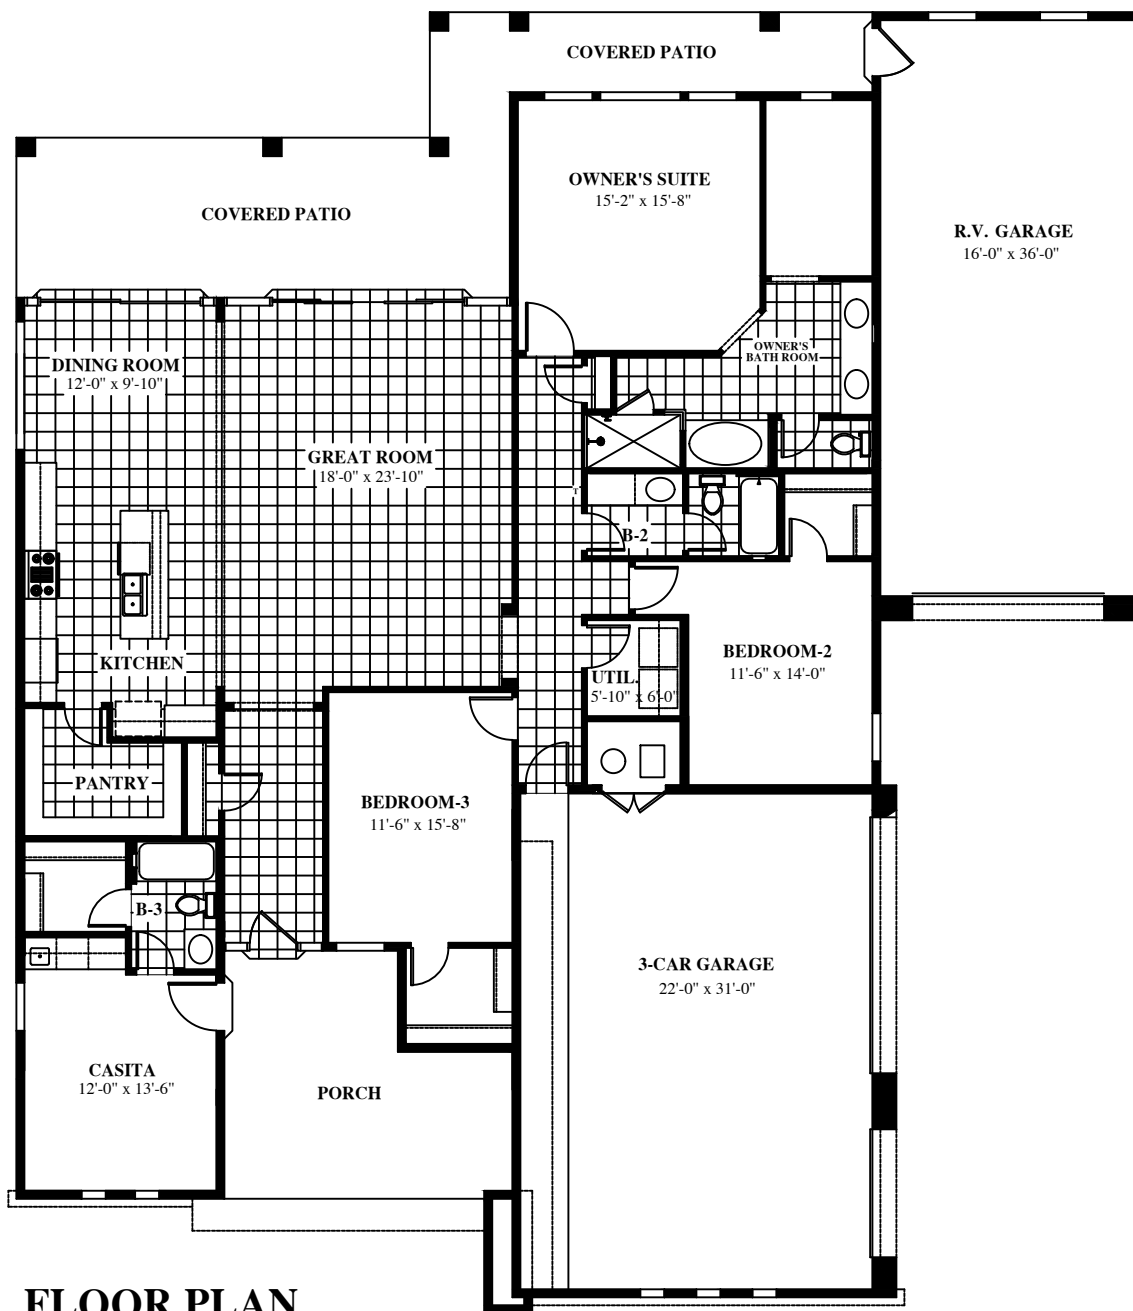 COVERED PATIO
OWNER'S SUITE
15'-2" x 15'-8"
COVERED PATIO
R.V. GARAGE
16'-0" x 36'-0"
OWNER'S
BATH ROOM
DINING ROOM
12'-0" x 9'-10"
GREAT ROOM
18'-0" x 23'-10"
T
B-2
KITCHEN
BEDROOM-2
11'-6" x 14'-0"
UTIL.
5'-10" x 6'-0"
PANTRY
BEDROOM-3
11'-6" x 15'-8"
B-3
3-CAR GARAGE
22'-0" x 31'-0"
CASITA
12'-0" x 13'-6"
PORCH
FLOOR PLAN